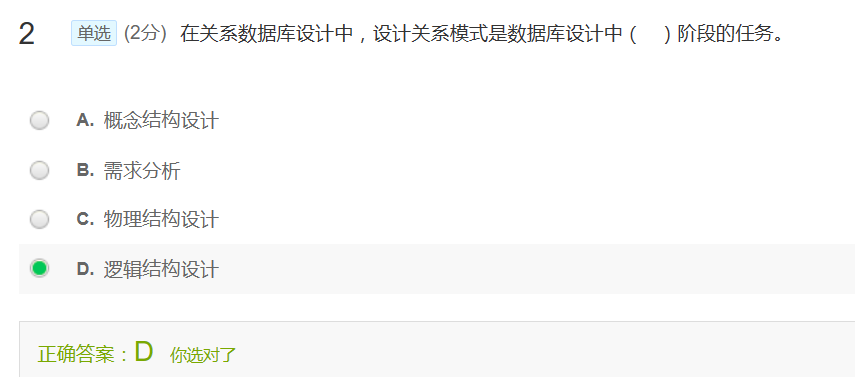 2 单选 (2分) 在关系数据库设计中，设计关系模式是数据库设计中（ ）阶段的任务。
A. 概念结构设计
B. 需求分析
C. 物理结构设计
D. 逻辑结构设计
正确答案：D 你选对了